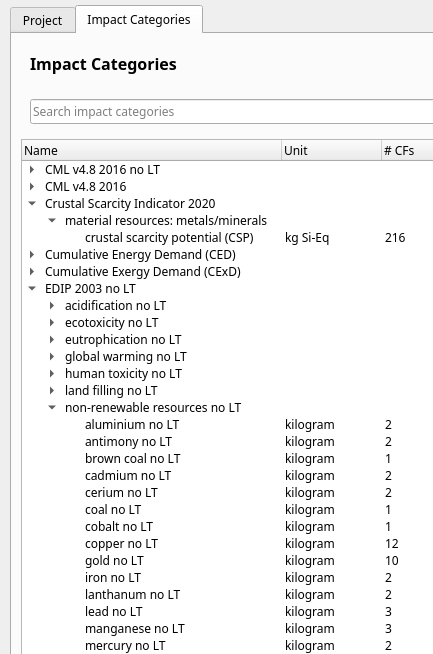 Project Impact Categories
Impact Categories
Search impact categories
Name Unit # CFs
CML v4.8 2016 no LT
CML v4.8 2016
Crustal Scarcity Indicator 2020
material resources: metals/minerals
crustal scarcity potential (CSP) kg Si-Eq 216
Cumulative Energy Demand (CED)
Cumulative Exergy Demand (CExD)
EDIP 2003 no LT
acidification no LT
ecotoxicity no LT
eutrophication no LT
global warming no LT
human toxicity no LT
land filling no LT
non-renewable resources no LT
aluminium no LT kilogram 2
antimony no LT kilogram 2
brown coal no LT kilogram 1
cadmium no LT kilogram 2
cerium no LT kilogram 2
coal no LT kilogram 1
cobalt no LT kilogram 1
copper no LT kilogram 12
gold no LT kilogram 10
iron no LT kilogram 2
lanthanum no LT kilogram 2
lead no LT kilogram 3
manganese no LT kilogram 3
mercury no LT kilogram 2